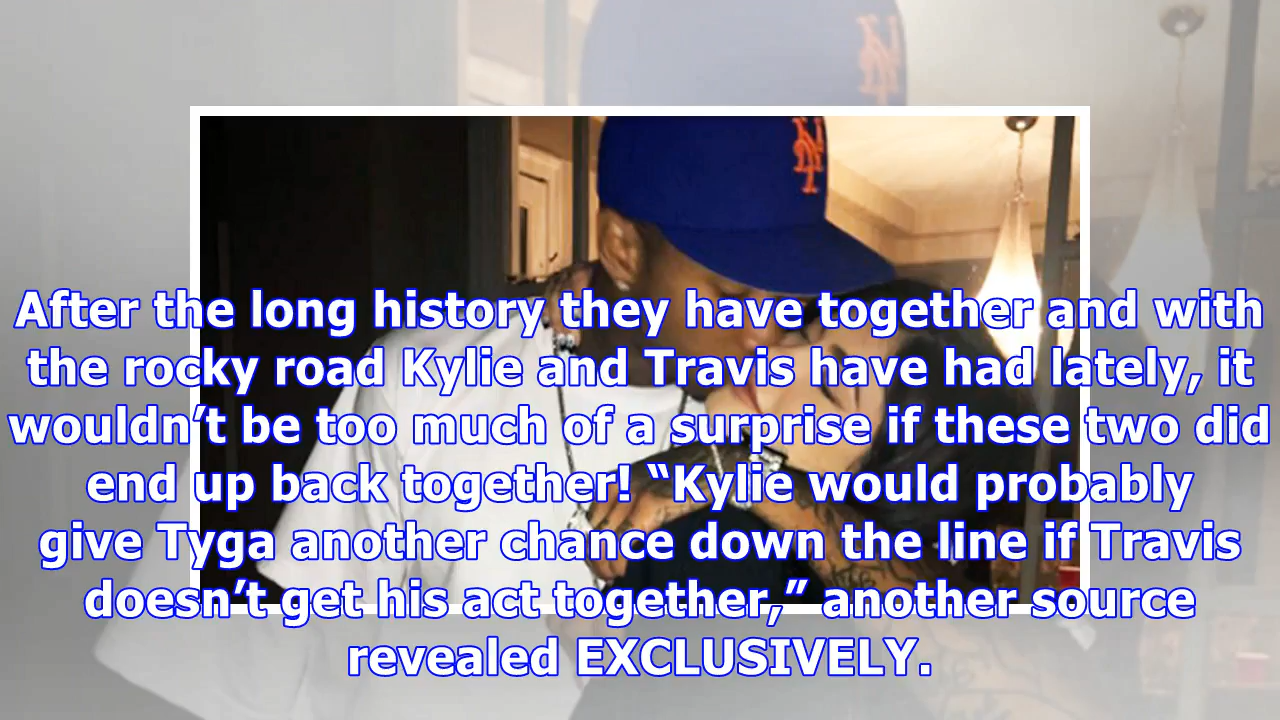 NY
NY
After the long history they have together and with
the rocky road Kylie and Travis have had lately, it
wouldn’t be too much of a surprise if these two did
end up back together! “Kylie would probably
give Tyga another chance down the line if Travis
doesn’t get his act together,” another source
revealed EXCLUSIVELY.